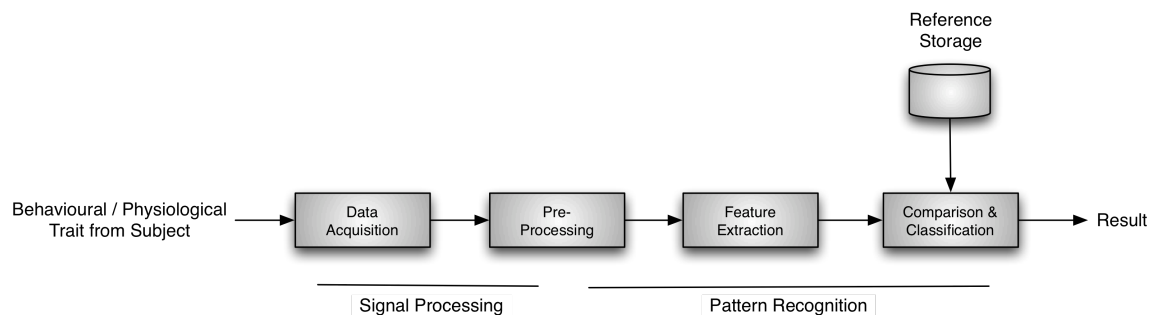 Reference
Storage
Behavioural / Physiological
Trait from Subject
Data
Acquisition
Pre-
Processing
Feature
Extraction
Comparison &
Classification
Result
Signal Processing
Pattern Recognition